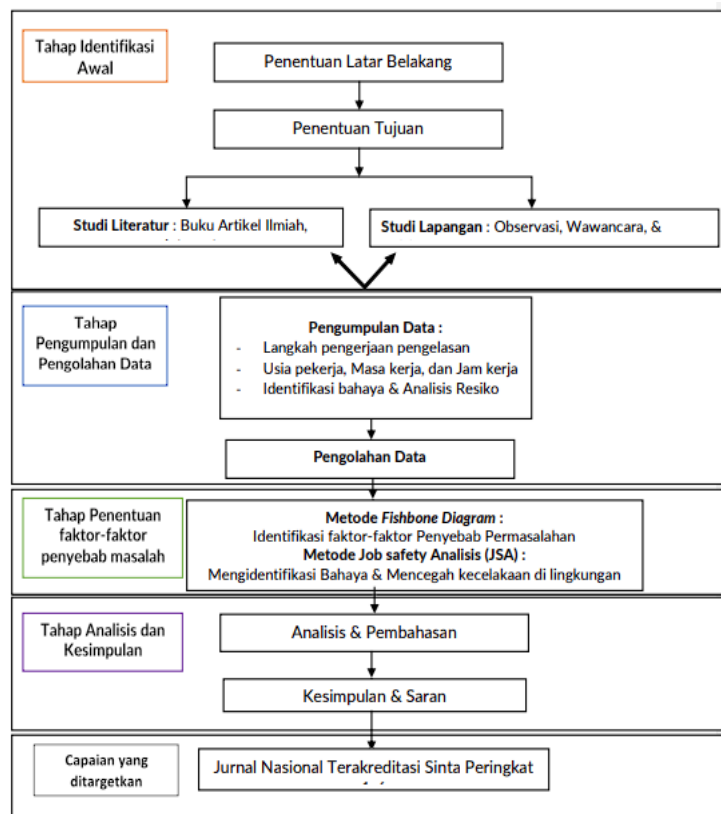 Tahap Identifikasi
Awal
Penentuan Latar Belakang
Penentuan Tujuan
Studi Literatur : Buku Artikel Ilmiah,
Studi Lapangan : Observasi, Wawancara, &
Tahap
Pengumpulan dan
Pengolahan Data
Pengumpulan Data :
- Langkah pengerjaan pengelasan
- Usia pekerja, Masa kerja, dan Jam kerja
- Identifikasi bahaya & Analisis Resiko
Pengolahan Data
Tahap Penentuan
faktor-faktor
penyebab masalah
Metode Fishbone Diagram :
Identifikasi faktor-faktor Penyebab Permasalahan
Metode Job safety Analysis (JSA) :
Mengidentifikasi Bahaya & Mencegah kecelakaan di lingkungan
Tahap Analisis dan
Kesimpulan
Analisis & Pembahasan
Kesimpulan & Saran
Capaian yang
ditargetkan
Jurnal Nasional Terakreditasi Sinta Peringkat